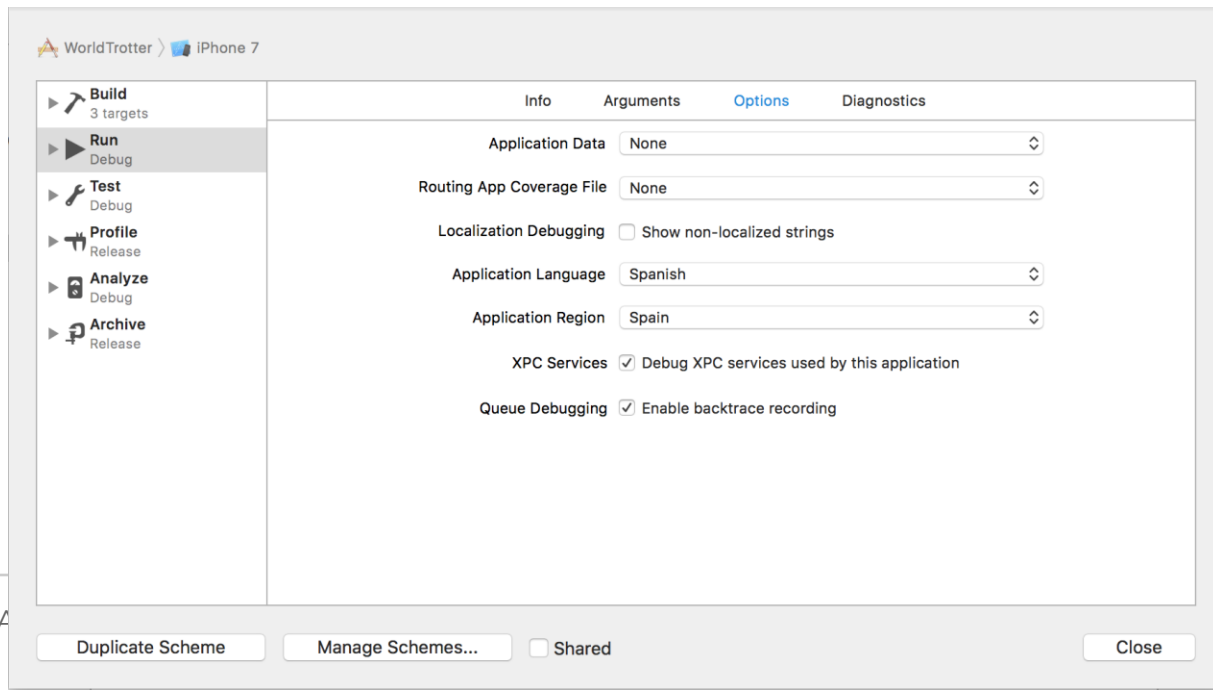 WorldTrotter 〉 iPhone 7
Build
3 targets
Run
Debug
Test
Debug
Profile
Release
Analyze
Debug
Archive
Release
Info Arguments Options Diagnostics
Application Data None
Routing App Coverage File None
Localization Debugging Show non-localized strings
Application Language Spanish
Application Region Spain
XPC Services Debug XPC services used by this application
Queue Debugging Enable backtrace recording
Duplicate Scheme Manage Schemes... Shared Close